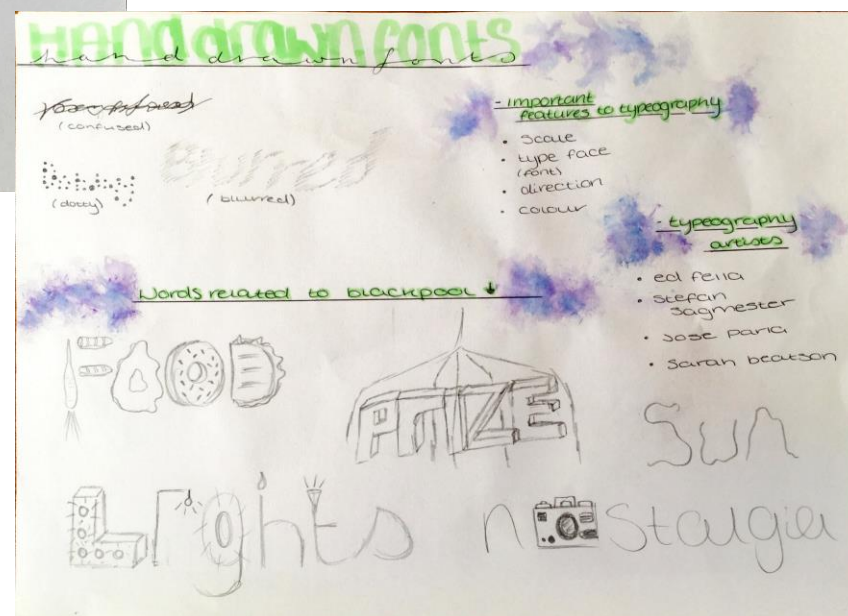 HAnd drawn fonts
hand drawn fonts
(confused)
Dotty
(dotty)
Blurred
(blurred)
- important
features to typeography
• scale
• type face
(font)
• direction
• colour
- typeography
artists
• ed fella
• stefan
sagmester
• Jose Paria
• Sarah beatson
Words related to blackpool ↓
FOOD
PRIZE
Sun
Lights
nostalgia